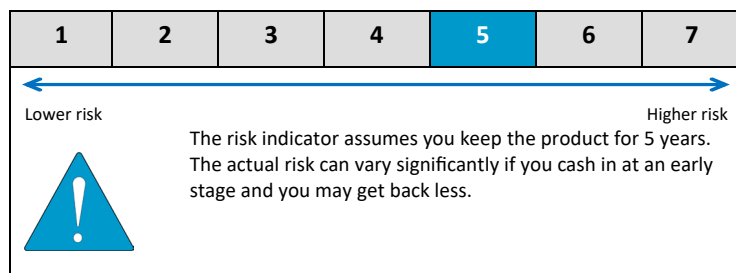 1 2 3 4 5 6 7
Lower risk Higher risk
The risk indicator assumes you keep the product for 5 years.
The actual risk can vary significantly if you cash in at an early
stage and you may get back less.